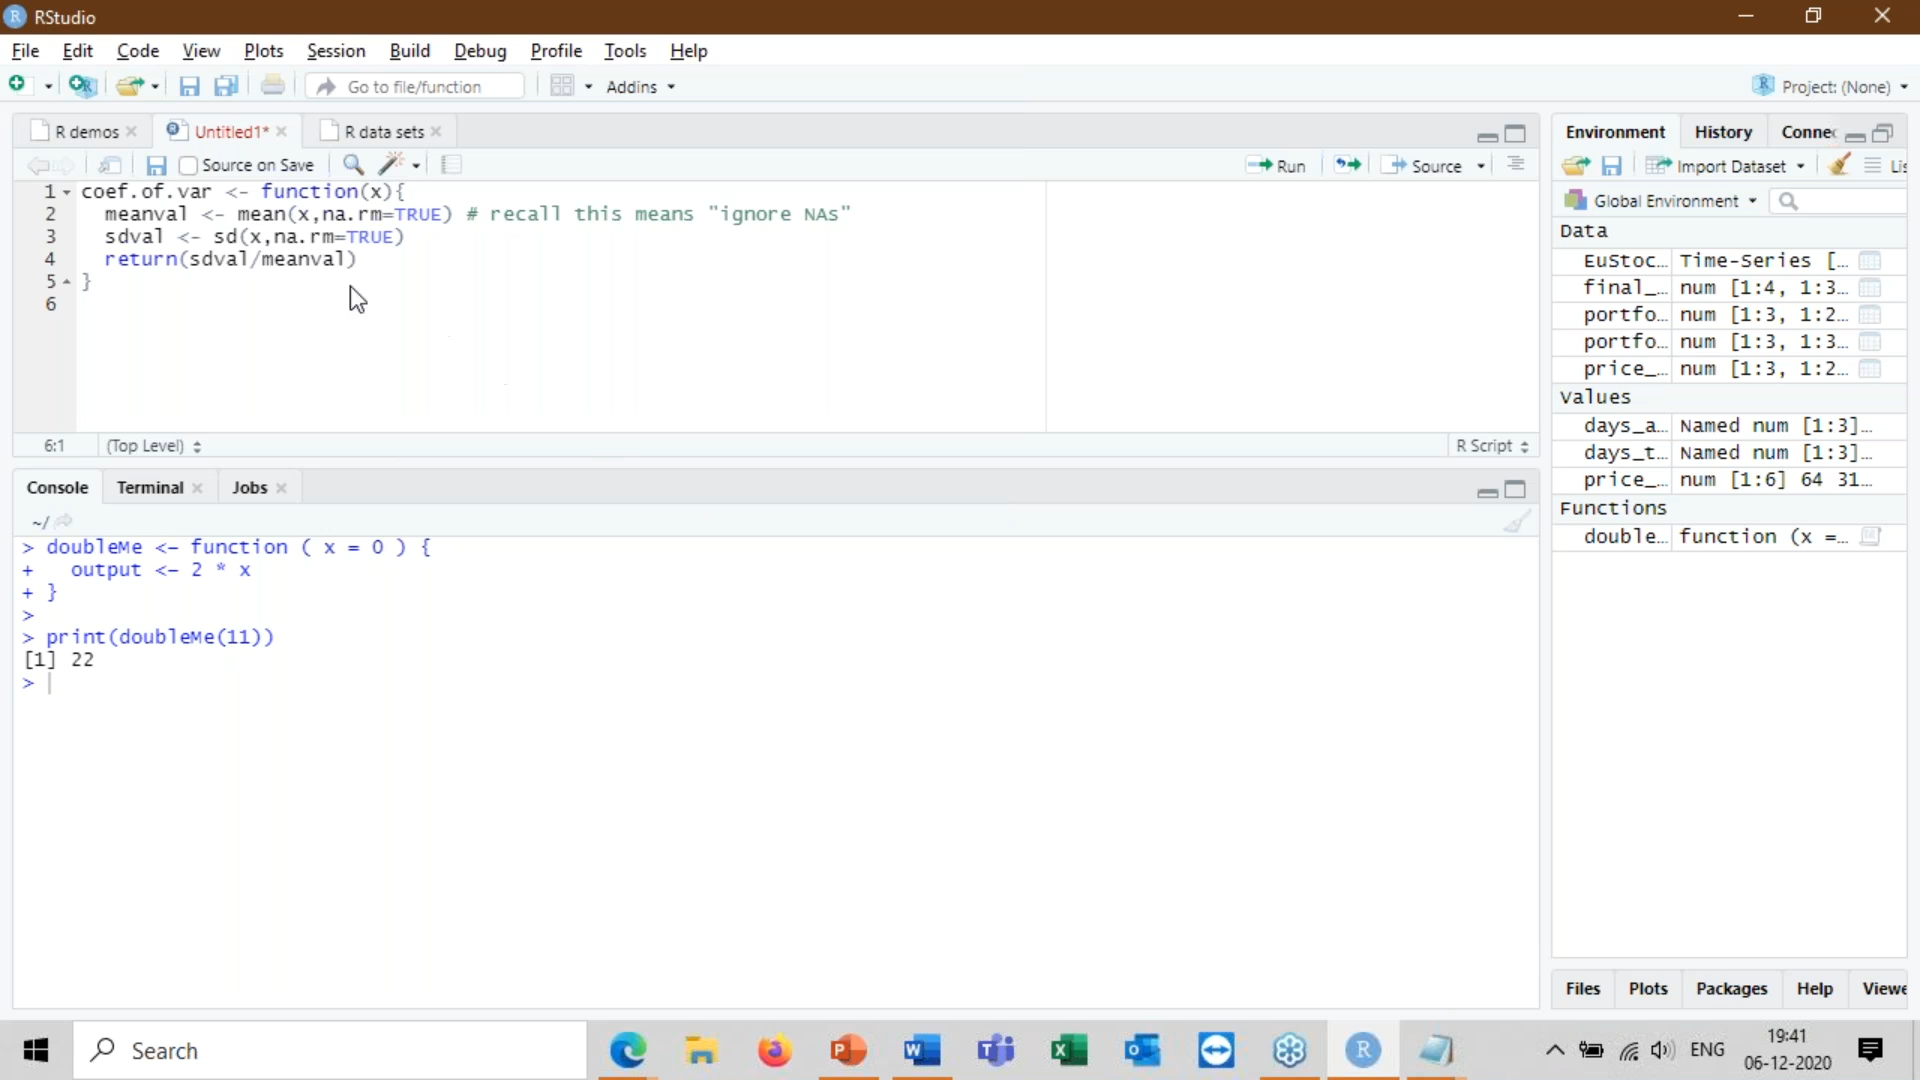 RStudio
File Edit Code View Plots Session Build Debug Profile Tools Help
Go to file/function Addins Project: (None)
R demos Untitled1* R data sets
Source on Save Run Source
1 coef.of.var <- function(x){
2 meanval <- mean(x,na.rm=TRUE) # recall this means "ignore NAs"
3 sdval <- sd(x,na.rm=TRUE)
4 return(sdval/meanval)
5 }
6
6:1 (Top Level) R Script
Console Terminal Jobs
~/
> doubleMe <- function ( x = 0 ) {
+ output <- 2 * x
+ }
>
> print(doubleMe(11))
[1] 22
>
Environment History Connec
Import Dataset Lis
Global Environment
Data
EuStoc… Time-Series […
final_… num [1:4, 1:3…
portfo… num [1:3, 1:2…
portfo… num [1:3, 1:3…
price_… num [1:3, 1:2…
Values
days_a… Named num [1:3]…
days_t… Named num [1:3]…
price_… num [1:6] 64 31…
Functions
double… function (x =…
Files Plots Packages Help Viewe
Search
ENG
19:41
06-12-2020